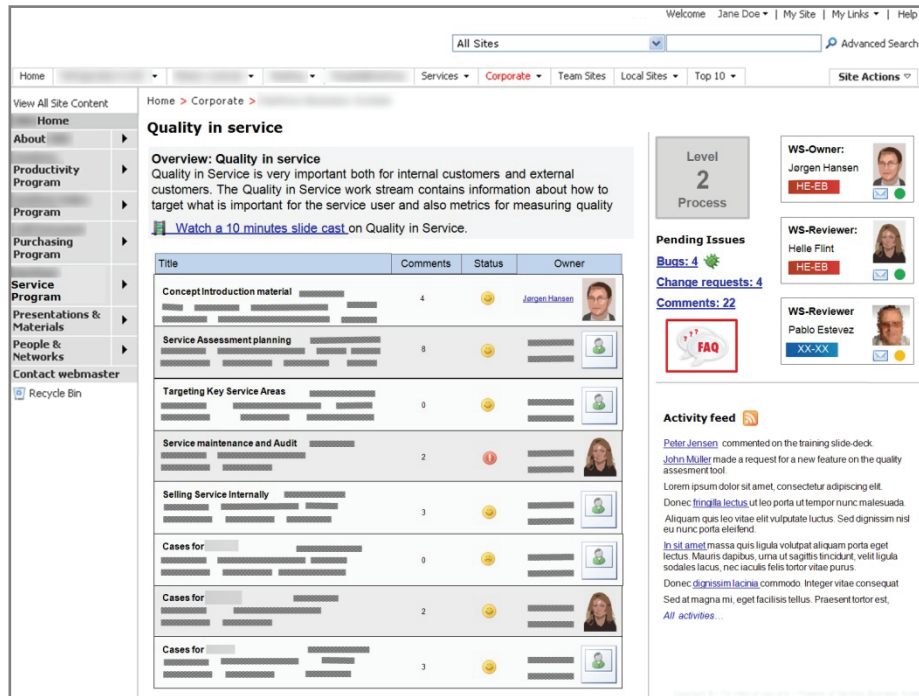 Welcome Jane Doe | My Site | My Links | Help
All Sites Advanced Search
Home Services Corporate Team Sites Local Sites Top 10 Site Actions
View All Site Content
Home
About
Productivity
Program
Program
Purchasing
Program
Service
Program
Presentations &
Materials
People &
Networks
Contact webmaster
Recycle Bin
Home > Corporate >
Quality in service
Overview: Quality in service
Quality in Service is very important both for internal customers and external
customers. The Quality in Service work stream contains information about how to
target what is important for the service user and also metrics for measuring quality
Watch a 10 minutes slide cast on Quality in Service.
Title Comments Status Owner
Concept Introduction material 4 Jørgen Hansen
Service Assessment planning 8
Targeting Key Service Areas 0
Service maintenance and Audit 2
Selling Service Internally 3
Cases for 0
Cases for 2
Cases for 3
Level
2
Process
Pending Issues
Bugs: 4
Change requests: 4
Comments: 22
??? FAQ
WS-Owner:
Jørgen Hansen
HE-EB
WS-Reviewer:
Helle Flint
HE-EB
WS-Reviewer
Pablo Estevez
XX-XX
Activity feed
Peter Jensen commented on the training slide-deck.
John Müller made a request for a new feature on the quality
assesment tool.
Lorem ipsum dolor sit amet, consectetur adipiscing elit.
Donec fringilla lectus ut leo porta ut tempor nunc malesuada.
Aliquam quis leo vitae elit vulputate luctus. Sed dignissim nisl
eu nunc porta eleifend.
In sit amet massa quis ligula volutpat aliquam porta eget
lectus. Mauris dapibus, urna ut sagittis tincidunt, velit ligula
sodales lacus, nec iaculis felis tortor vitae purus.
Donec dignissim lacinia commodo. Integer vitae consequat
Sed at magna mi, eget facilisis tellus. Praesent tortor est,
All activities...